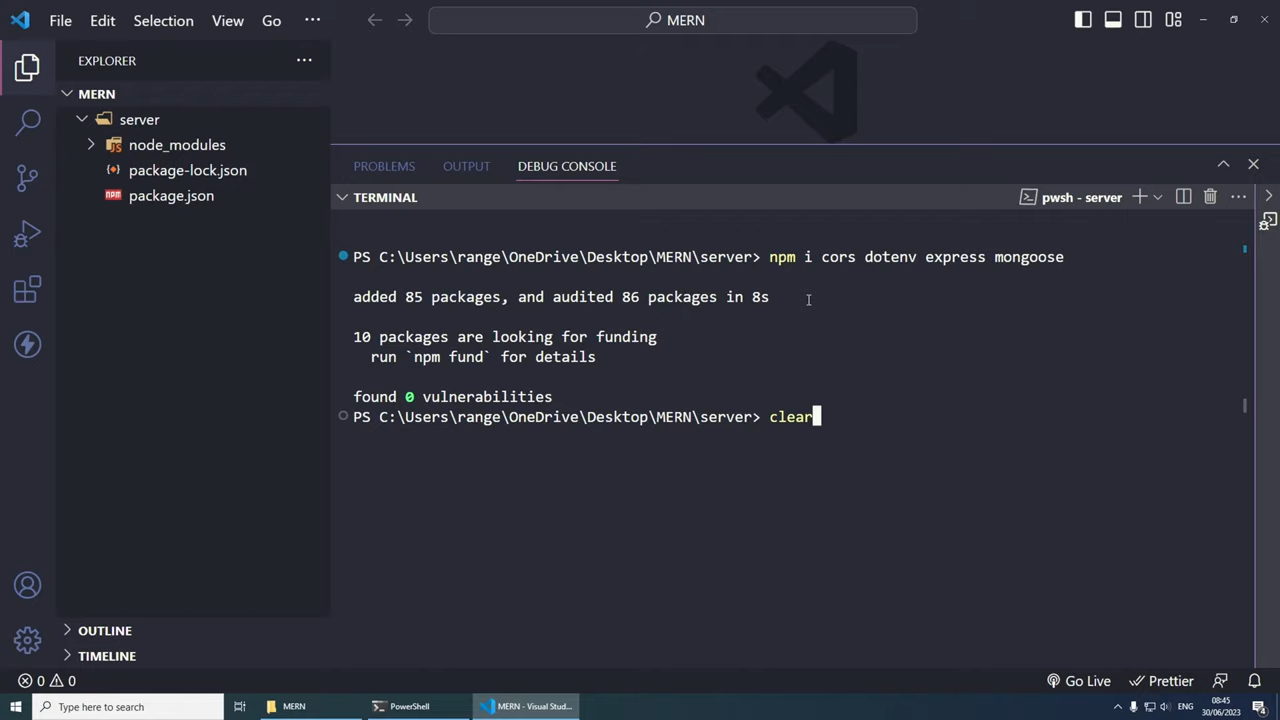 File Edit Selection View Go ··· MERN
EXPLORER ···
MERN
server
node_modules
package-lock.json
package.json
OUTLINE
TIMELINE
PROBLEMS OUTPUT DEBUG CONSOLE
TERMINAL pwsh - server
PS C:\Users\range\OneDrive\Desktop\MERN\server> npm i cors dotenv express mongoose
added 85 packages, and audited 86 packages in 8s
10 packages are looking for funding
run `npm fund` for details
found 0 vulnerabilities
PS C:\Users\range\OneDrive\Desktop\MERN\server> clear
0 0 Go Live Prettier
Type here to search MERN PowerShell MERN - Visual Stud... ENG 08:45
30/06/2023